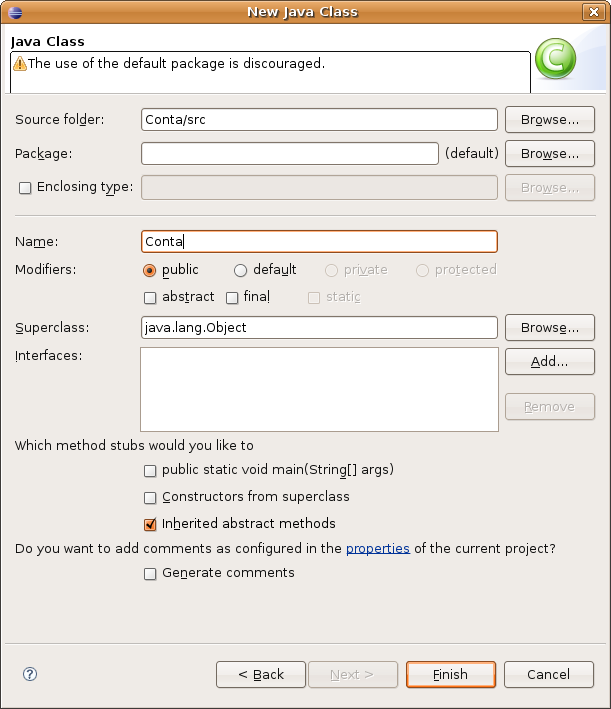 New Java Class
Java Class
The use of the default package is discouraged.
Source folder: Conta/src Browse...
Package: (default) Browse...
Enclosing type: Browse...
Name: Conta
Modifiers: public default private protected
abstract final static
Superclass: java.lang.Object Browse...
Interfaces: Add...
Remove
Which method stubs would you like to
public static void main(String[] args)
Constructors from superclass
Inherited abstract methods
Do you want to add comments as configured in the properties of the current project?
Generate comments
? < Back Next > Finish Cancel